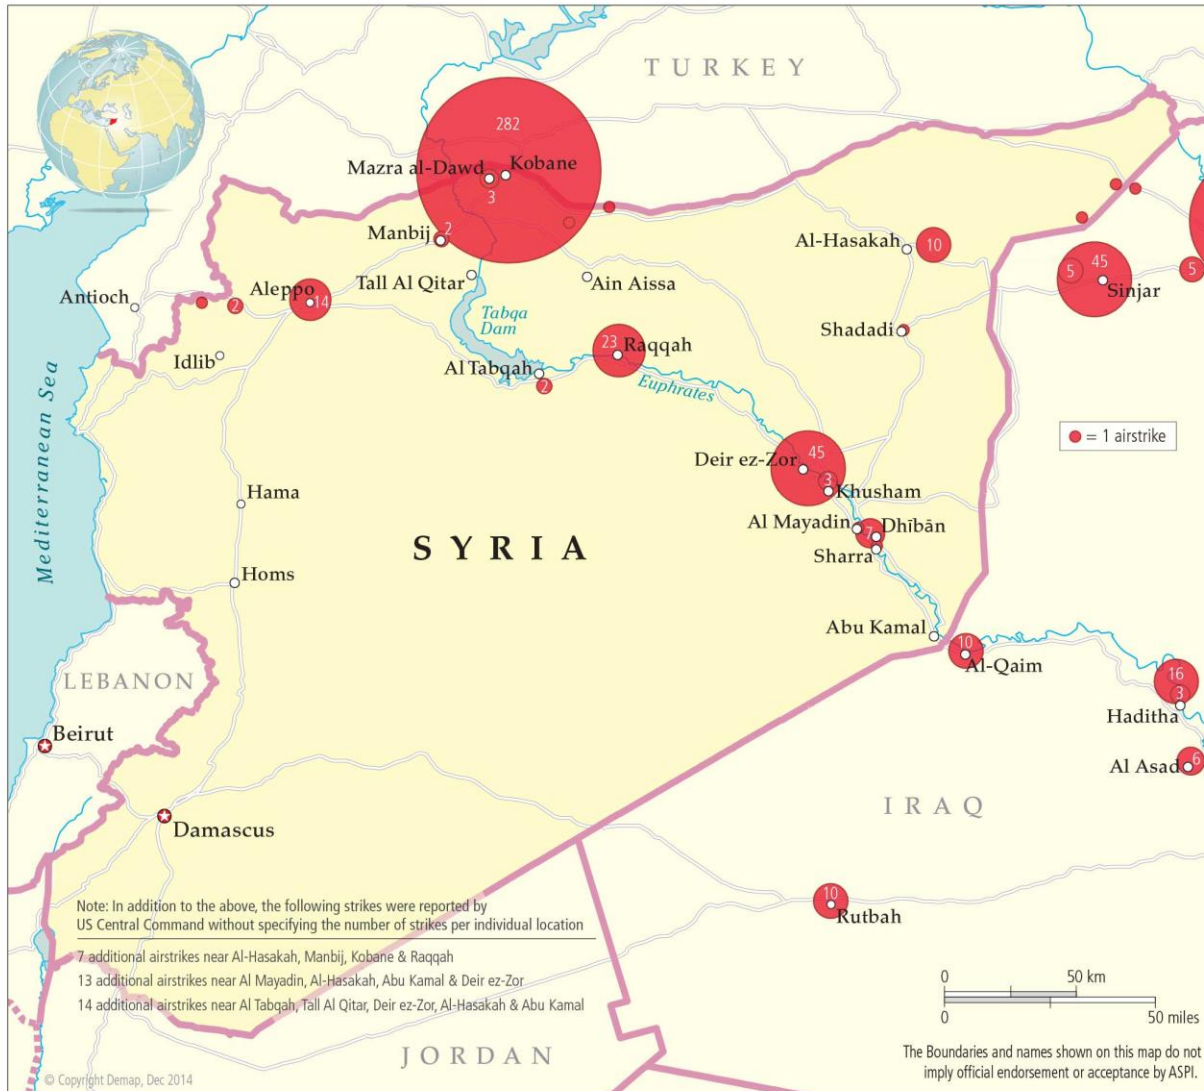 TURKEY
282
Mazra al-Dawd
Kobane
3
Manbij
2
Al-Hasakah
10
Tall Al Qitar
Ain Aissa
5
45
Sinjar
5
Antioch
2
Aleppo
14
Tabqa
Dam
Shadadi
Idlib
23
Raqqah
Al Tabqah
2
Euphrates
Mediterranean Sea
= 1 airstrike
45
Deir ez-Zor
3
Khusham
Hama
Al Mayadin
7
Dhībān
SYRIA
Sharra
Homs
Abu Kamal
10
Al-Qaim
LEBANON
16
3
Haditha
Beirut
6
Al Asad
IRAQ
Damascus
10
Rutbah
Note: In addition to the above, the following strikes were reported by
US Central Command without specifying the number of strikes per individual location
7 additional airstrikes near Al-Hasakah, Manbij, Kobane & Raqqah
13 additional airstrikes near Al Mayadin, Al-Hasakah, Abu Kamal & Deir ez-Zor
14 additional airstrikes near Al Tabqah, Tall Al Qitar, Deir ez-Zor, Al-Hasakah & Abu Kamal
0 50 km
0 50 miles
JORDAN
The Boundaries and names shown on this map do not
imply official endorsement or acceptance by ASPI.
© Copyright Demap, Dec 2014